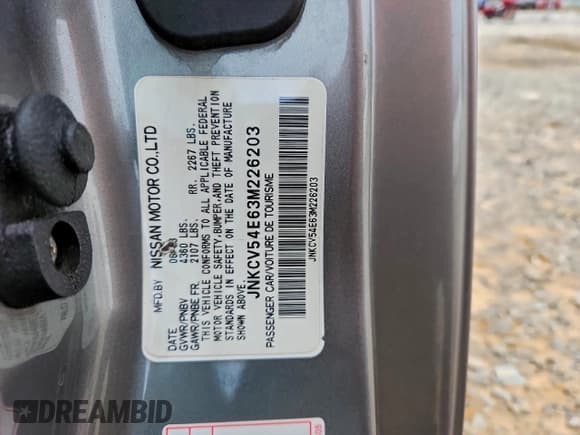 MFD.BY NISSAN MOTOR CO.,LTD
DATE
GVWR/PNBV 4360 LBS.
GAWR/PNBE FR. 2107 LBS. RR. 2267 LBS.
THIS VEHICLE CONFORMS TO ALL APPLICABLE FEDERAL
MOTOR VEHICLE SAFETY,BUMPER,AND THEFT PREVENTION
STANDARDS IN EFFECT ON THE DATE OF MANUFACTURE
SHOWN ABOVE.
JNKCV54E63M226203
PASSENGER CAR/VOITURE DE TOURISME
JNKCV54E63M226203
DREAMBID